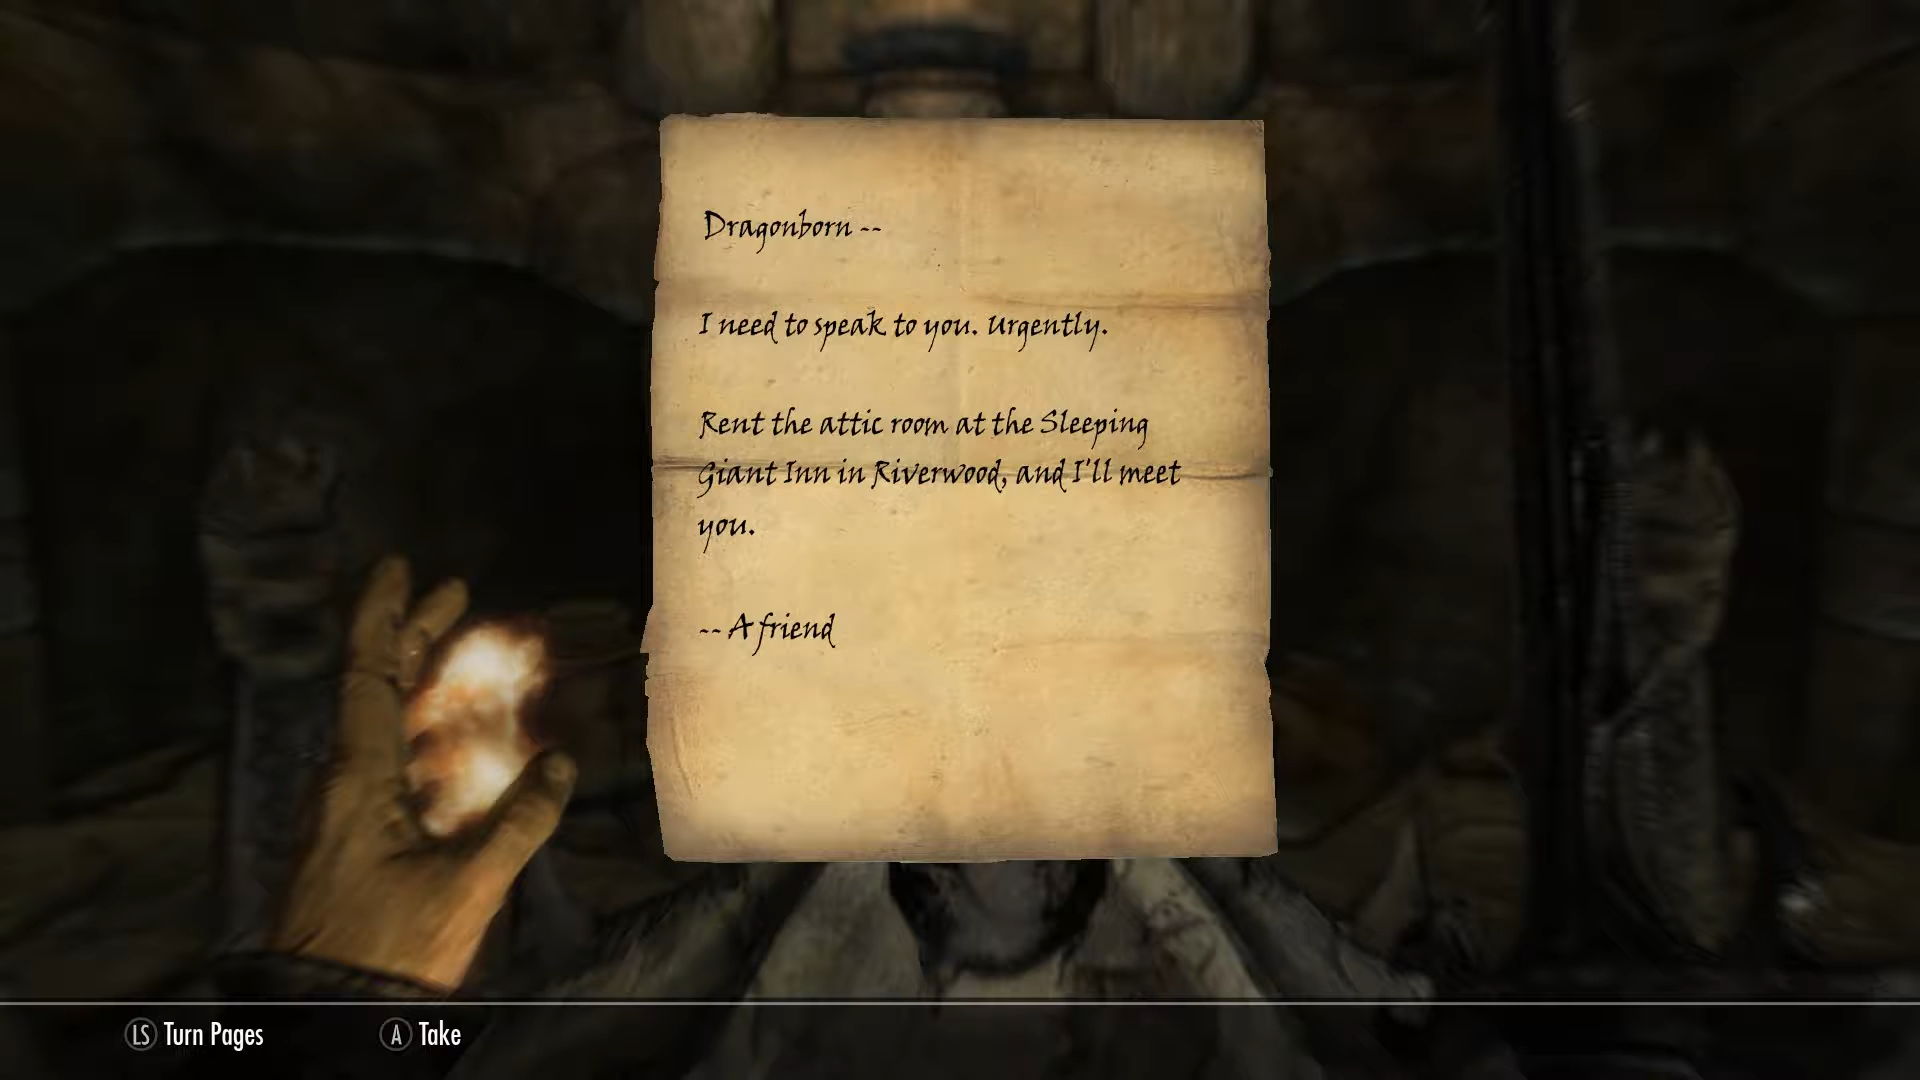 Dragonborn --
I need to speak to you. Urgently.
Rent the attic room at the Sleeping
Giant Inn in Riverwood, and I'll meet
you.
-- A friend
LS Turn Pages
A Take